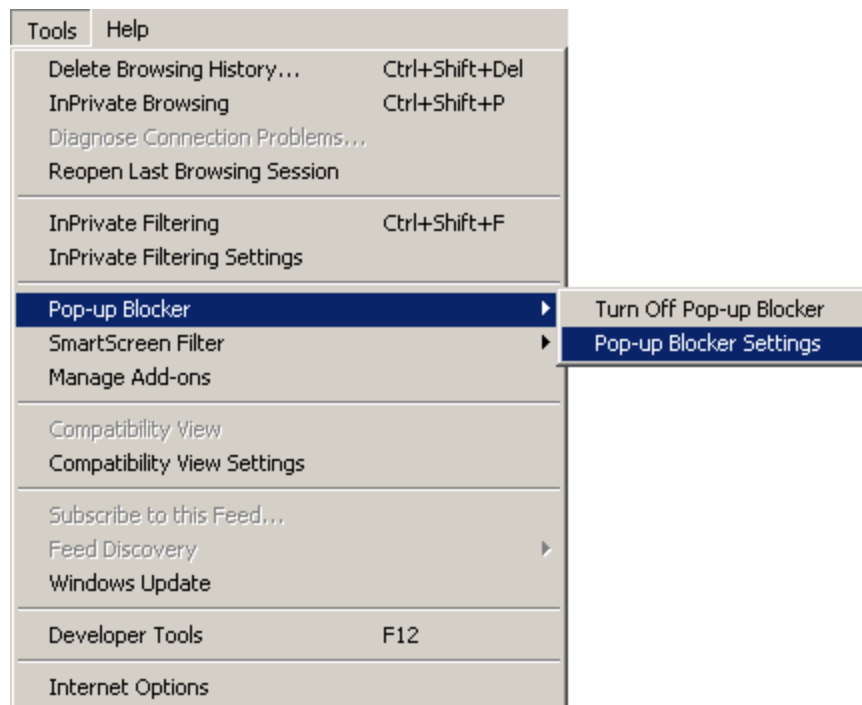 Tools Help
Delete Browsing History... Ctrl+Shift+Del
InPrivate Browsing Ctrl+Shift+P
Diagnose Connection Problems...
Reopen Last Browsing Session
InPrivate Filtering Ctrl+Shift+F
InPrivate Filtering Settings
Pop-up Blocker
Turn Off Pop-up Blocker
SmartScreen Filter
Pop-up Blocker Settings
Manage Add-ons
Compatibility View
Compatibility View Settings
Subscribe to this Feed...
Feed Discovery
Windows Update
Developer Tools F12
Internet Options